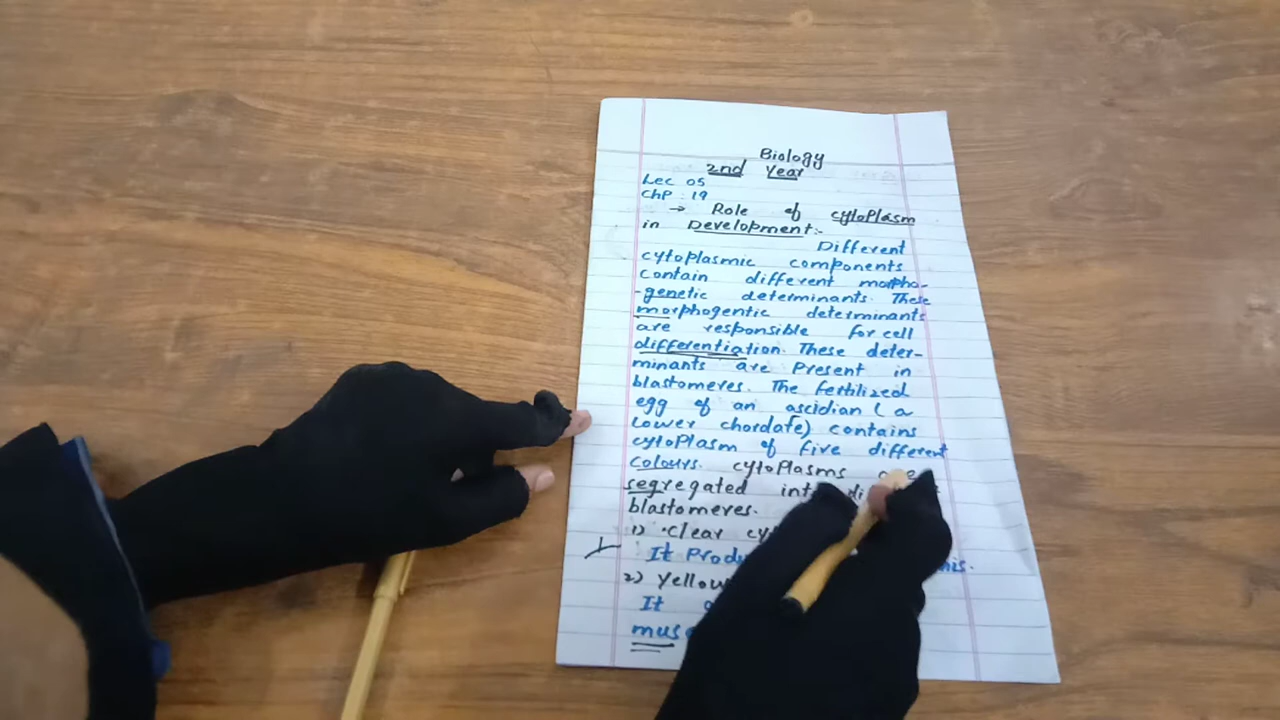 Biology
2nd Year
Lec 05
Chp : 19
→ Role of cytoplasm
in Development:-
Different
cytoplasmic components
contain different morpho-
-genetic determinants. These
morphogentic determinants
are responsible for cell
differentiation. These deter-
minants are Present in
blastomeres. The fertilized
egg of an ascidian (a
Lower chordate) contains
cytoplasm of five different
colours. cytoplasms
segregated
blastomeres.
1) Clear
It
2) Yellow
It